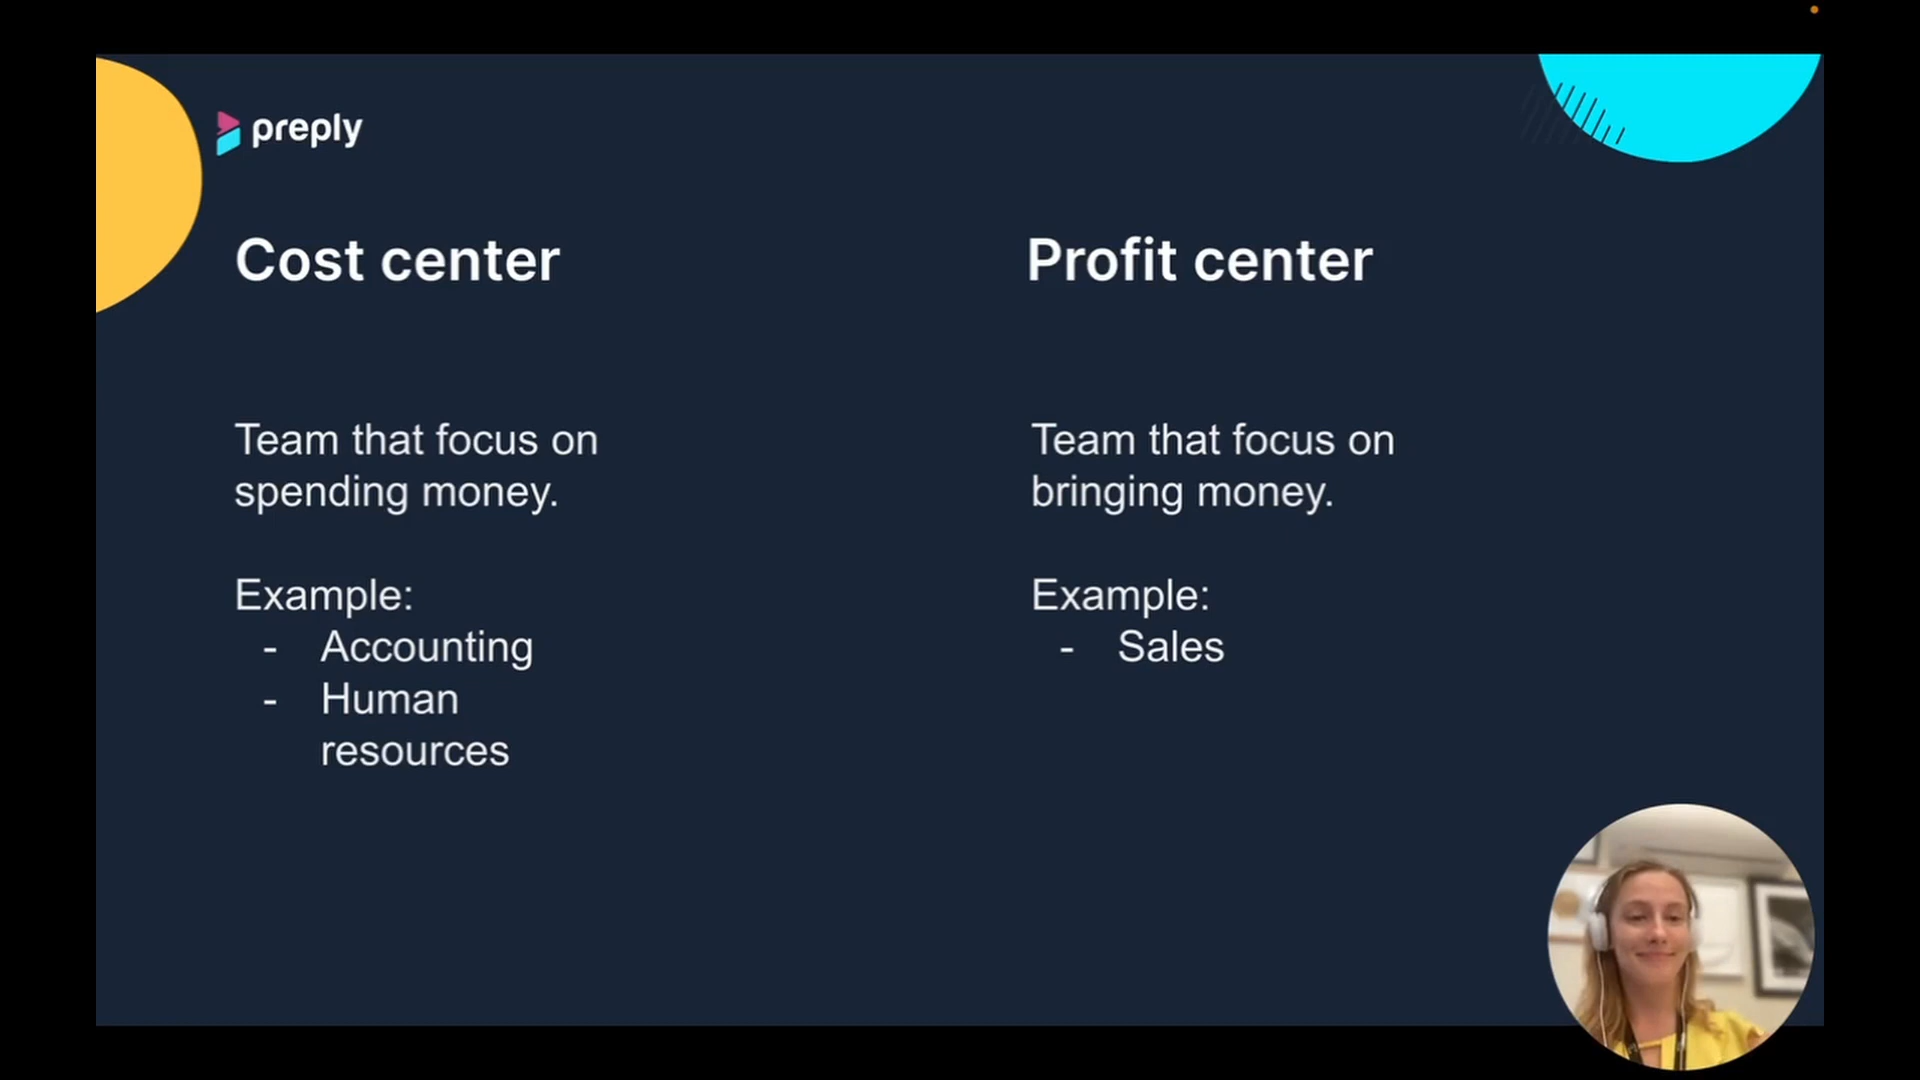 preply
Cost center
Team that focus on
spending money.
Example:
- Accounting
- Human
resources
Profit center
Team that focus on
bringing money.
Example:
- Sales